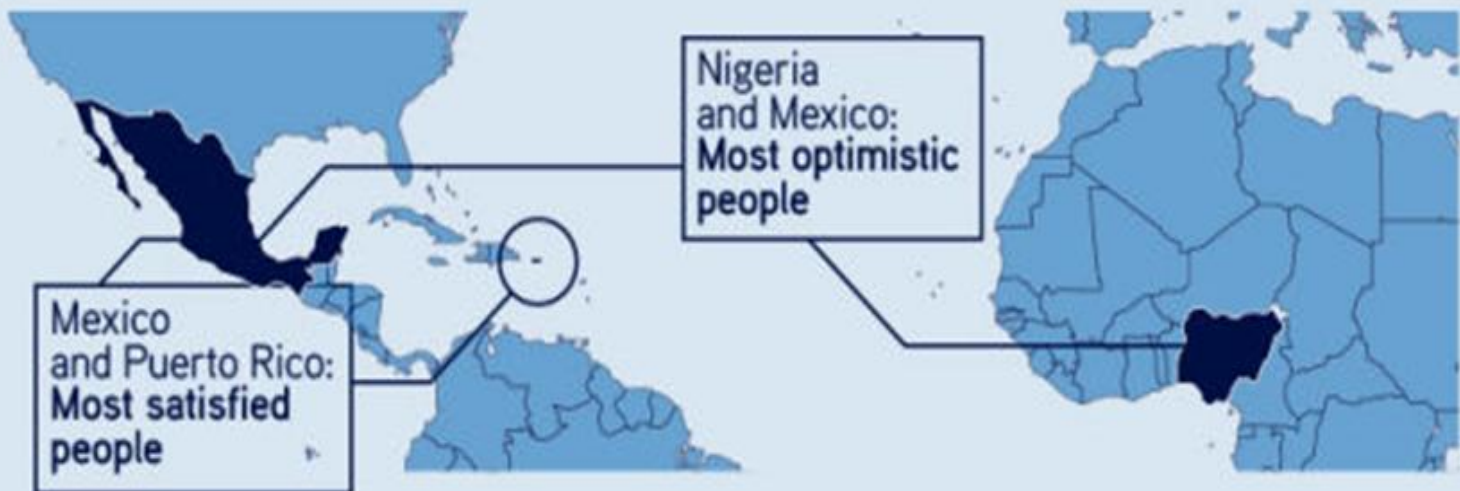 Nigeria
and Mexico:
Most optimistic
people
Mexico
and Puerto Rico:
Most satisfied
people